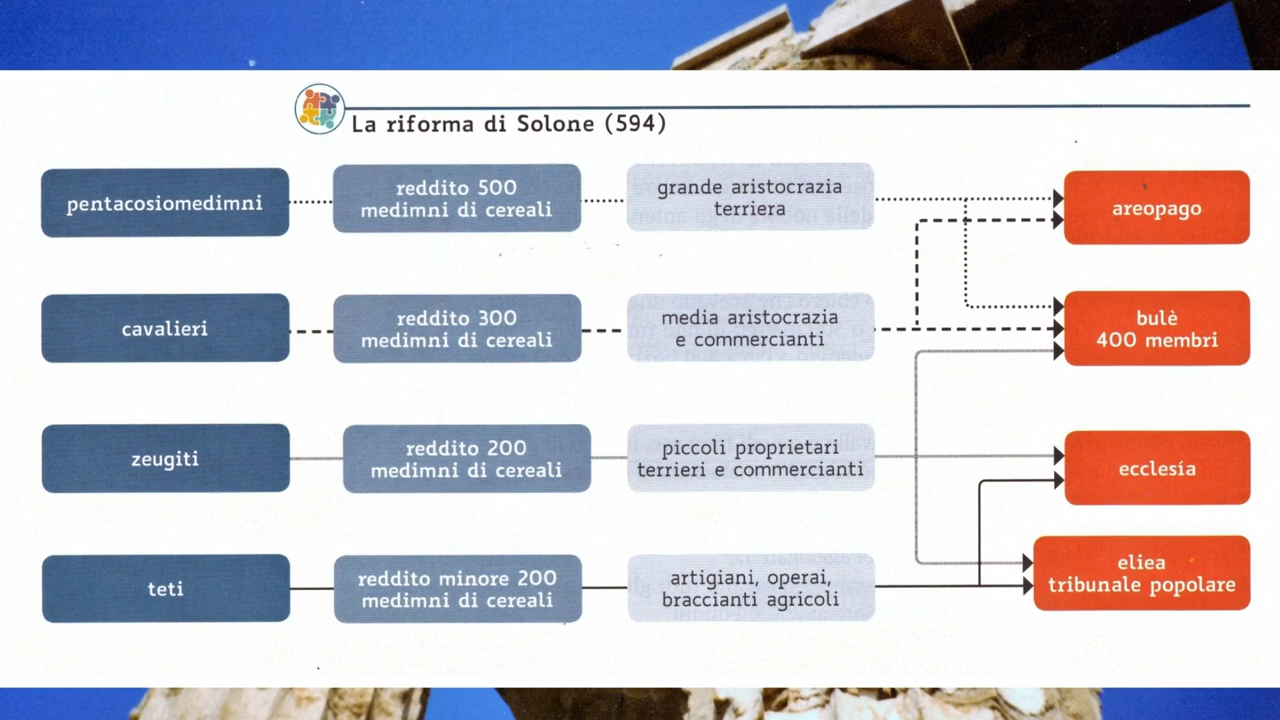 La riforma di Solone (594)
pentacosiomedimni
reddito 500
medimni di cereali
grande aristocrazia
terriera
areopago
cavalieri
reddito 300
medimni di cereali
media aristocrazia
e commercianti
bulè
400 membri
zeugiti
reddito 200
medimni di cereali
piccoli proprietari
terrieri e commercianti
ecclesía
teti
reddito minore 200
medimni di cereali
artigiani, operai,
braccianti agricoli
eliea
tribunale popolare